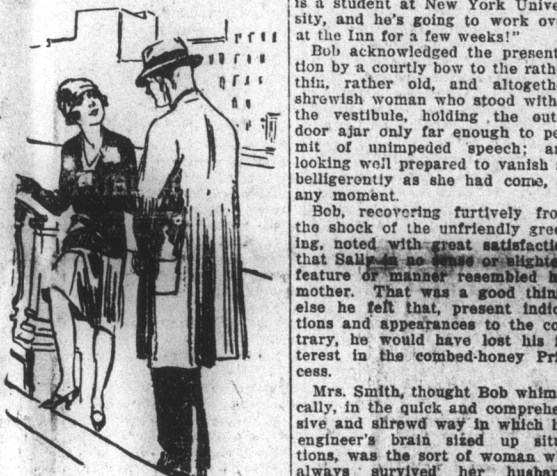 is a student at New York Unive
sity, and he's going to work ov
at the Inn for a few weeks!"
Bob acknowledged the present
tion by a courtly bow to the rath
thin, rather old, and altogeth
shrewish woman who stood with
the vestibule, holding the out
door ajar only far enough to pe
mit of unimpeded speech; a
looking well prepared to vanish
belligerently as she had come,
any moment.
Bob, recovering furtively fro
the shock of the unfriendly gree
ing, noted with great satisfactio
that Sally in no sense or slighte
feature or manner resembled h
mother. That was a good thin
else he felt that, present indic
tions and appearances to the co
trary, he would have lost his i
terest in the combed-honey Pri
cess.
Mrs. Smith, thought Bob whim
cally, in the quick and comprehe
sive and shrewd way in which h
engineer's brain sized up situ
tions, was the sort of woman w
always survived her husban